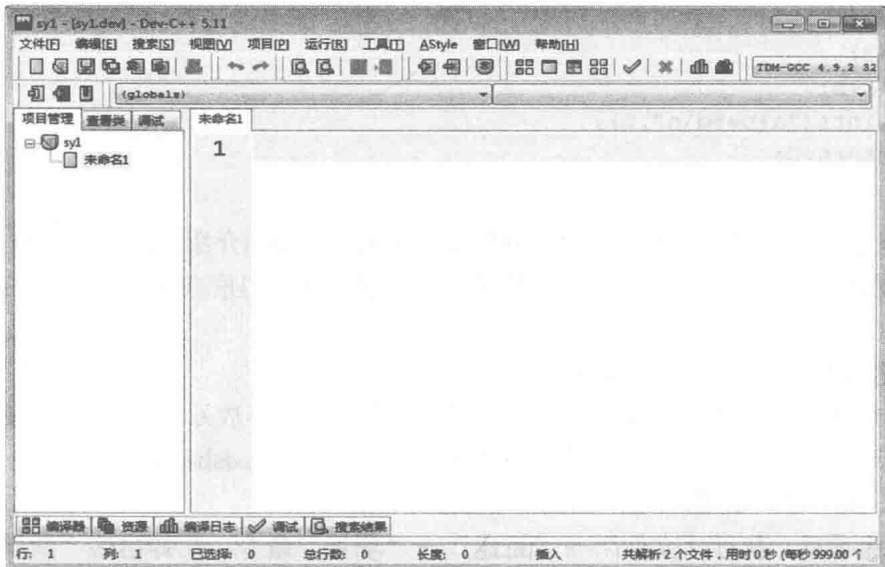 sy1 - [sy1.dev] - Dev-C++ 5.11
文件[F] 编辑[E] 搜索[S] 视图[V] 项目[P] 运行[R] 工具[T] AStyle 窗口[W] 帮助[H]
TDM-GCC 4.9.2 32
(globals)
项目管理 查看类 调试 未命名1
sy1
未命名1
1
编译器 资源 编译日志 调试 搜索结果
行: 1 列: 1 已选择: 0 总行数: 长度: 0 插入 共解析 2 个文件，用时 0 秒 (每秒 999.00 个